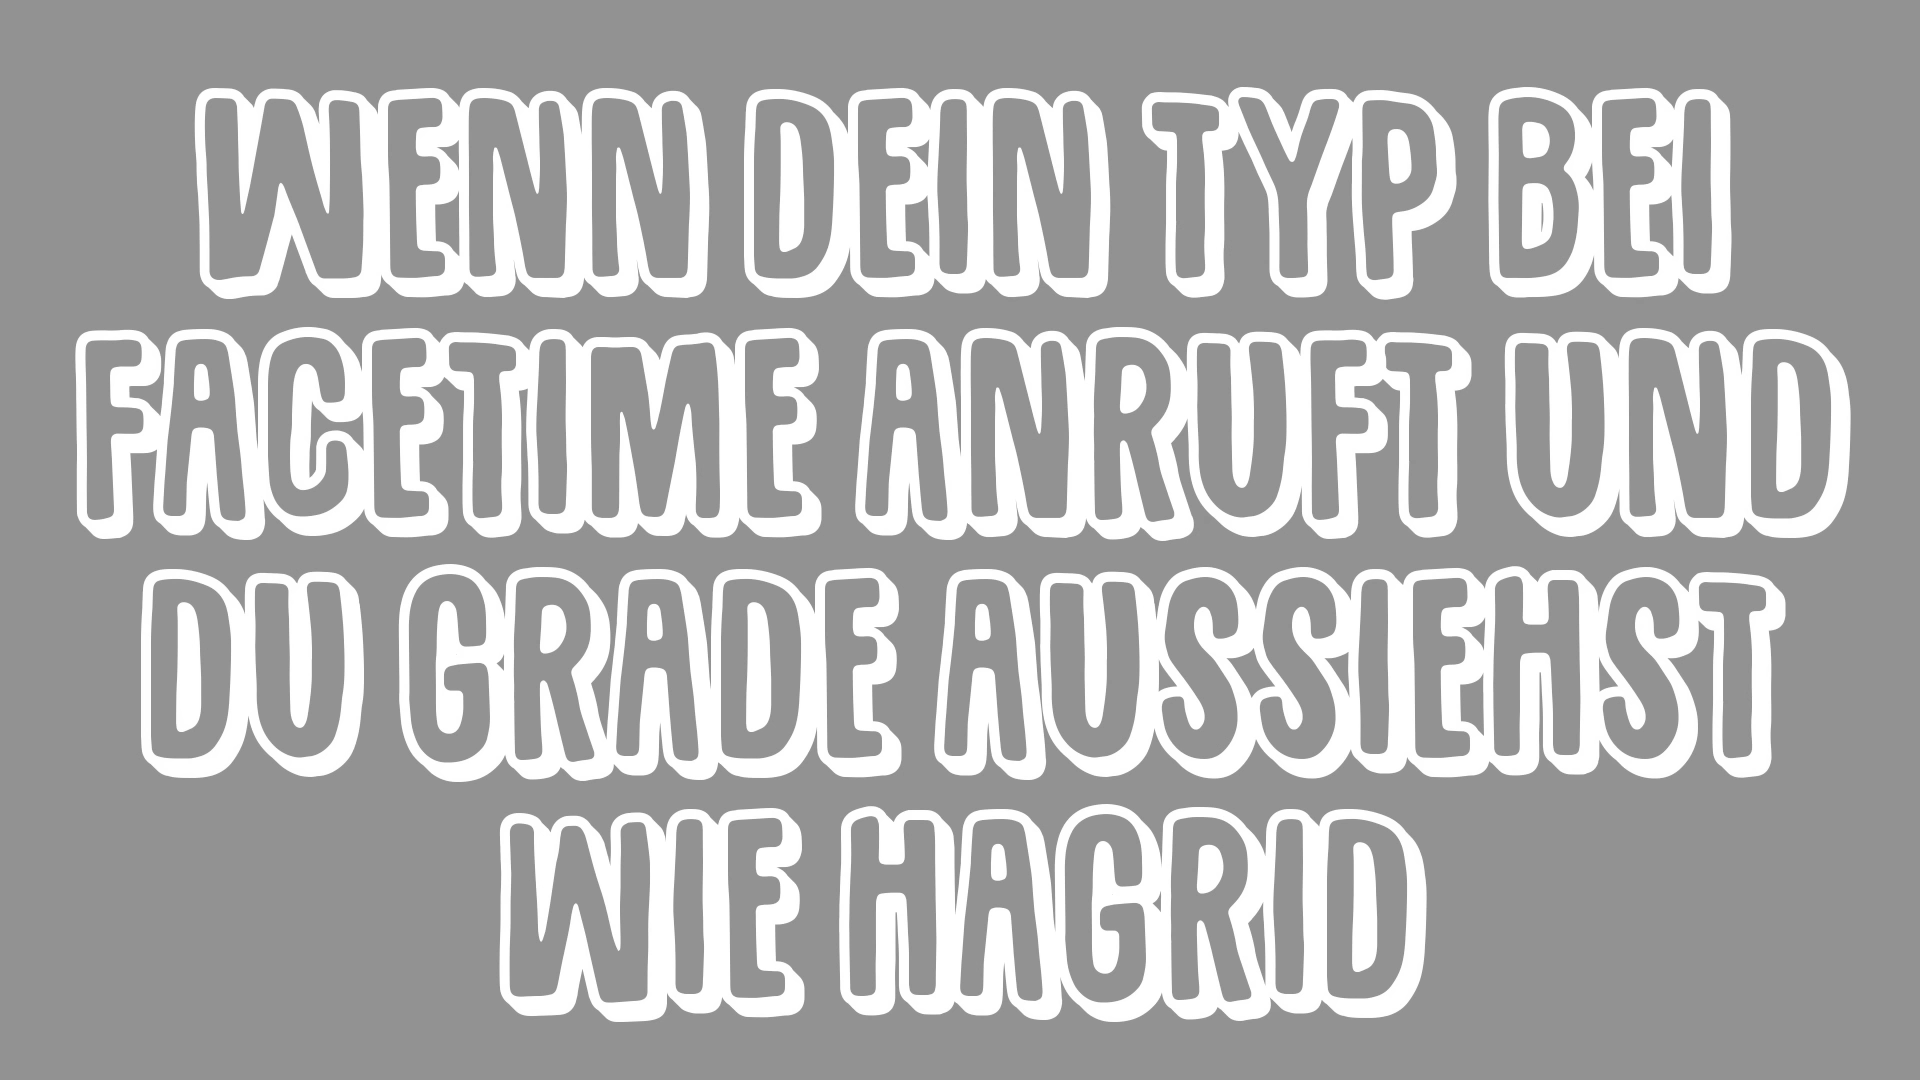 WENN DEIN TYP BEI
FACETIME ANRUFT UND
DU GRADE AUSSIEHST
WIE HAGRID